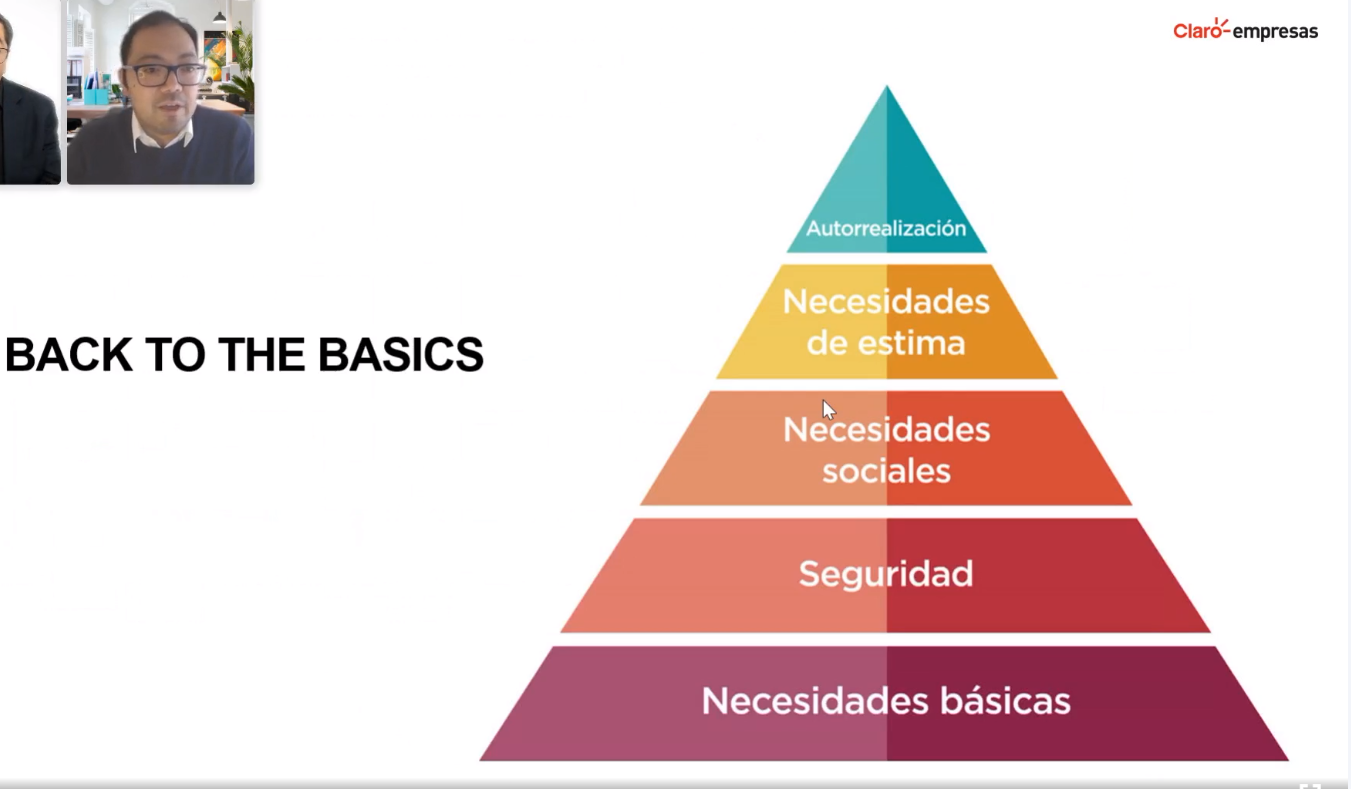 Claro-empresas
Autorrealización
Necesidades
de estima
BACK TO THE BASICS
Necesidades
sociales
Seguridad
Necesidades básicas